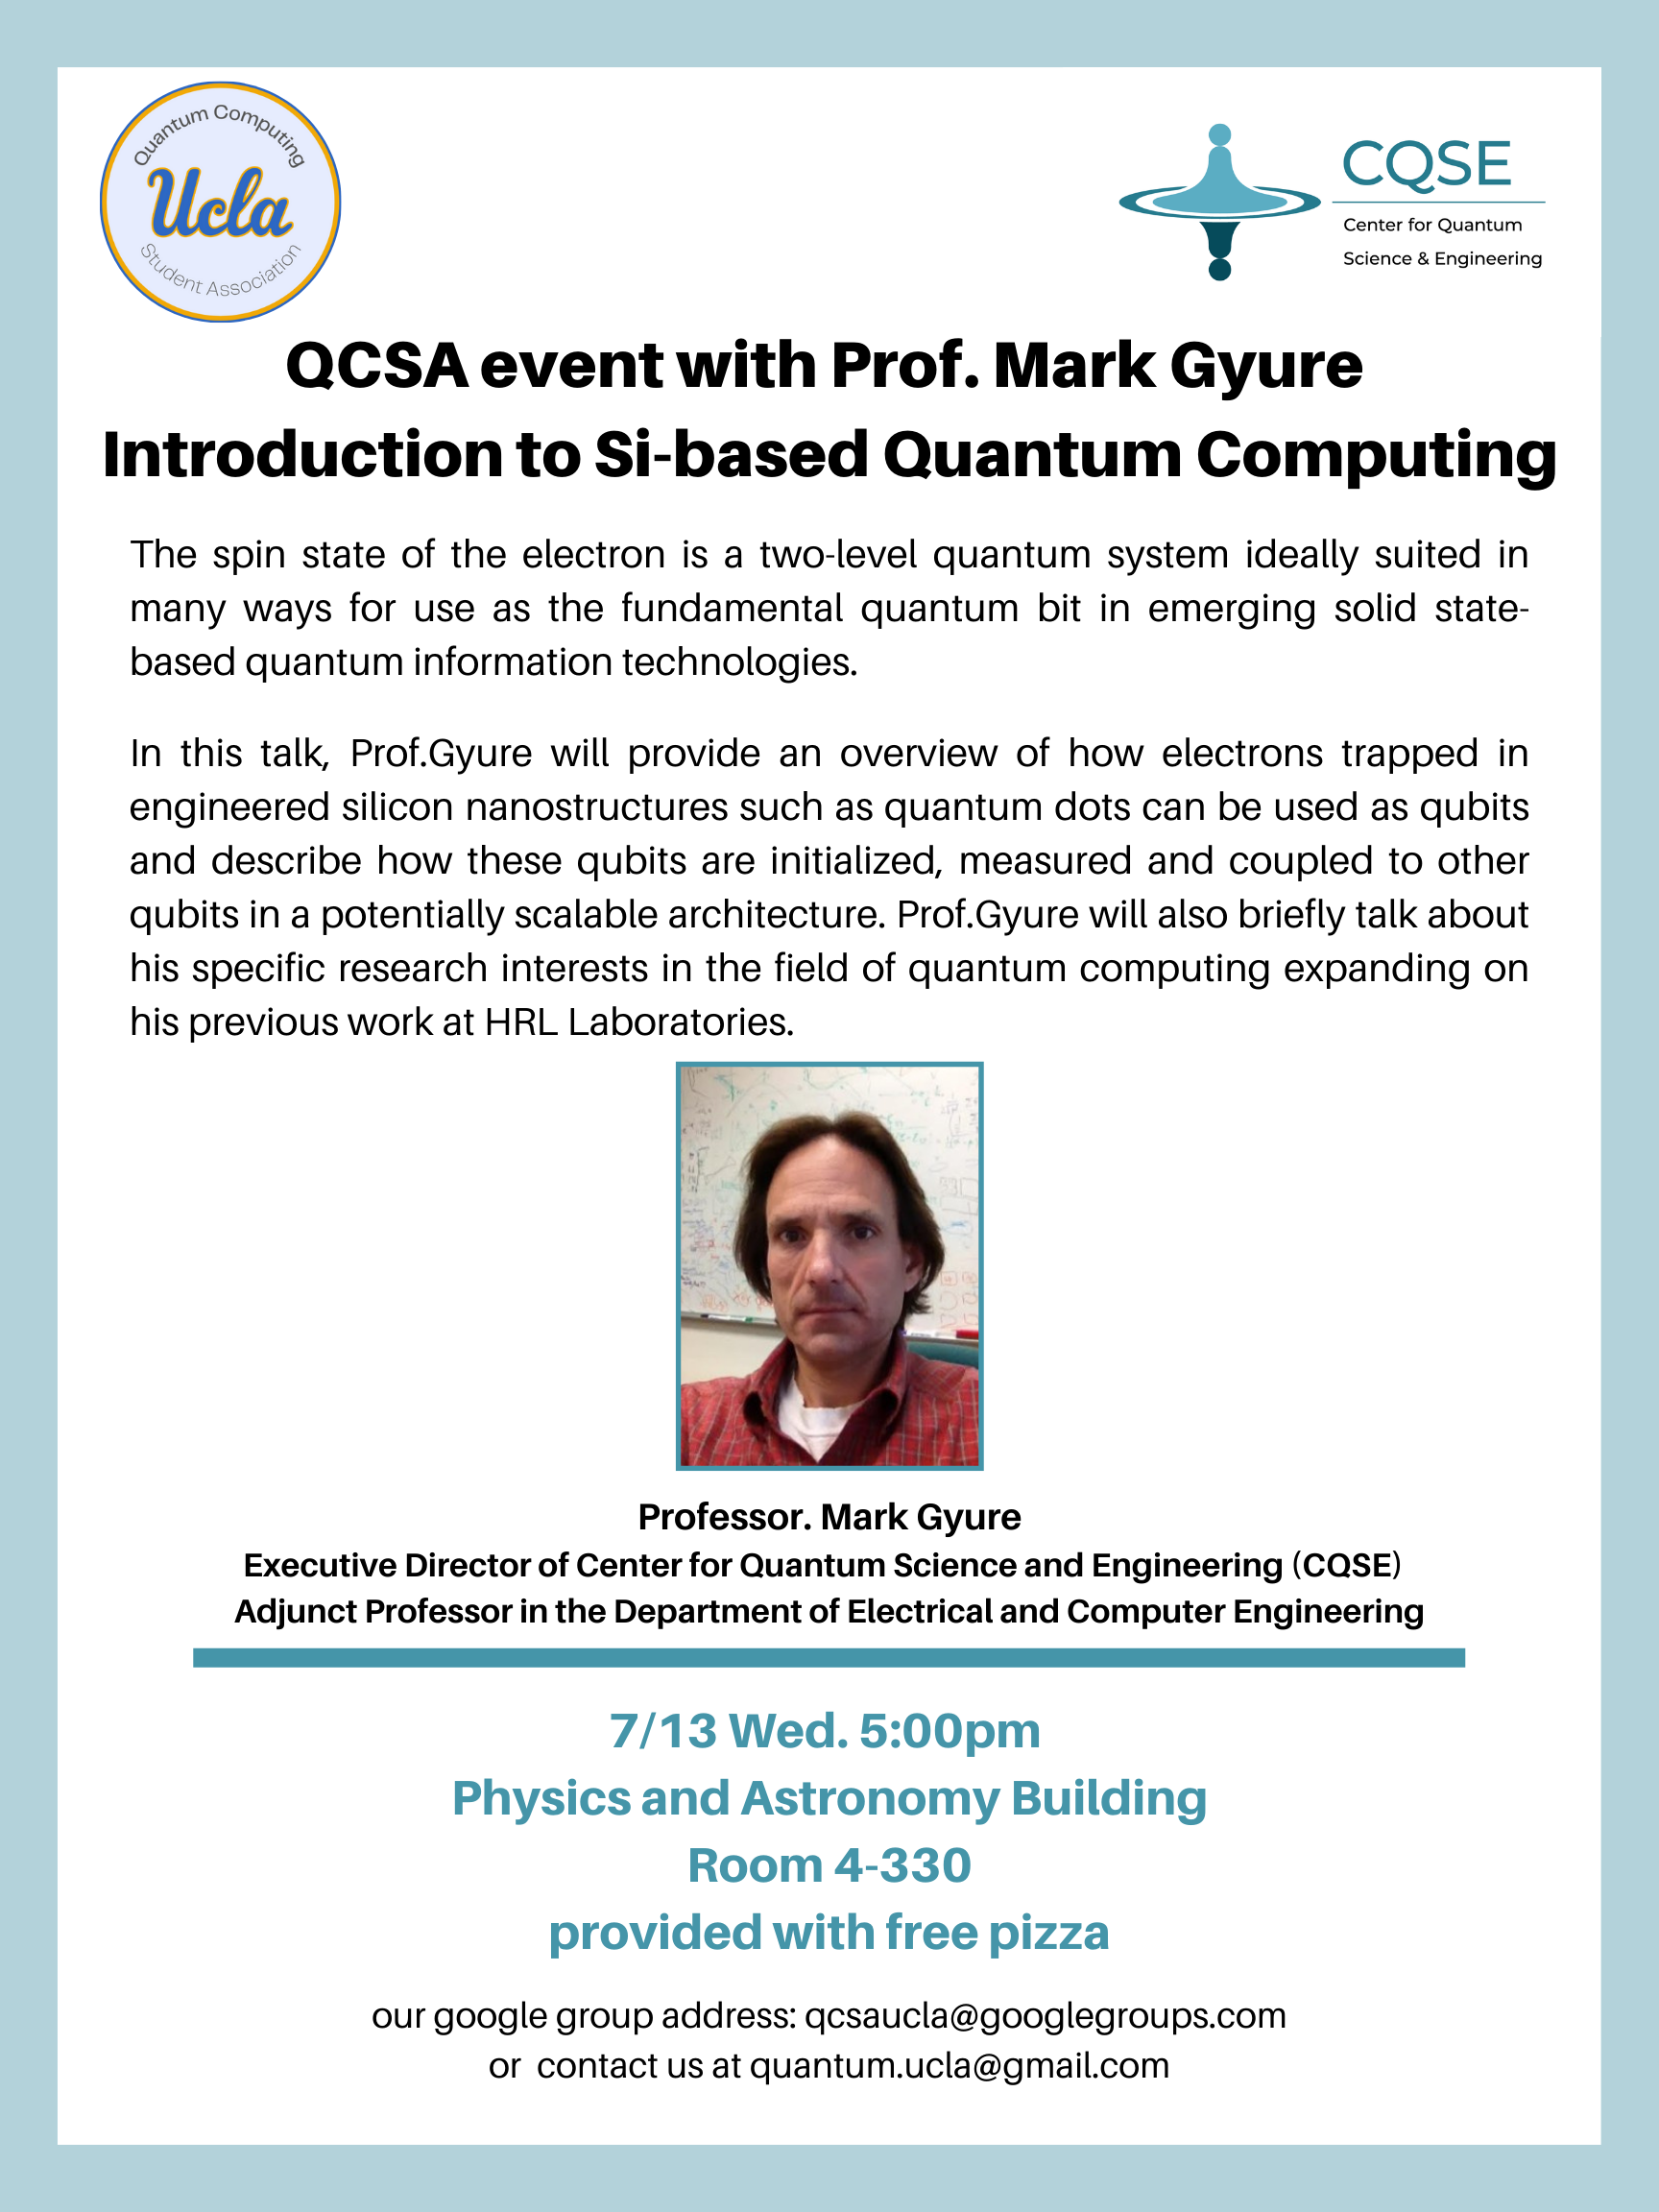 Quantum Computing
Ucla
Student Association
CQSE
Center for Quantum
Science & Engineering
QCSA event with Prof. Mark Gyure
Introduction to Si-based Quantum Computing
The spin state of the electron is a two-level quantum system ideally suited in
many ways for use as the fundamental quantum bit in emerging solid state-
based quantum information technologies.
In this talk, Prof.Gyure will provide an overview of how electrons trapped in
engineered silicon nanostructures such as quantum dots can be used as qubits
and describe how these qubits are initialized, measured and coupled to other
qubits in a potentially scalable architecture. Prof.Gyure will also briefly talk about
his specific research interests in the field of quantum computing expanding on
his previous work at HRL Laboratories.
Professor. Mark Gyure
Executive Director of Center for Quantum Science and Engineering (CQSE)
Adjunct Professor in the Department of Electrical and Computer Engineering
7/13 Wed. 5:00pm
Physics and Astronomy Building
Room 4-330
provided with free pizza
our google group address: qcsaucla@googlegroups.com
or  contact us at quantum.ucla@gmail.com